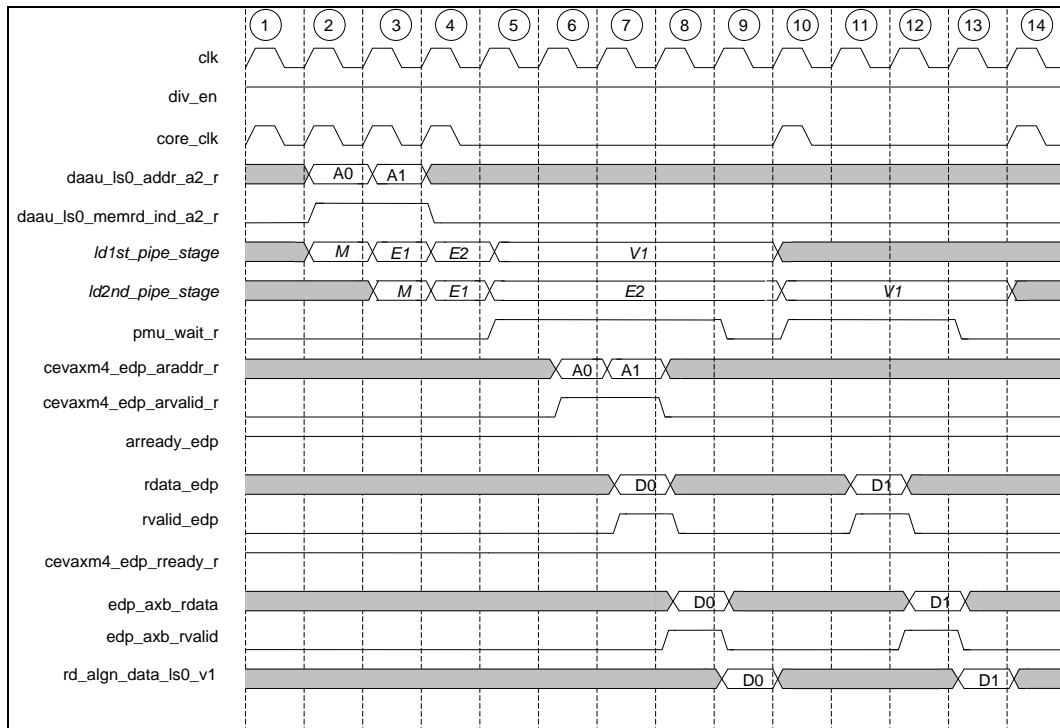 1 2 3 4 5 6 7 8 9 10 11 12 13 14
clk
div_en
core_clk
daau_ls0_addr_a2_r A0 A1
daau_ls0_memrd_ind_a2_r
ld1st_pipe_stage M E1 E2 V1
ld2nd_pipe_stage M E1 E2 V1
pmu_wait_r
cevaxm4_edp_araddr_r A0 A1
cevaxm4_edp_arvalid_r
arready_edp
rdata_edp D0 D1
rvalid_edp
cevaxm4_edp_rready_r
edp_axb_rdata D0 D1
edp_axb_rvalid
rd_algn_data_ls0_v1 D0 D1